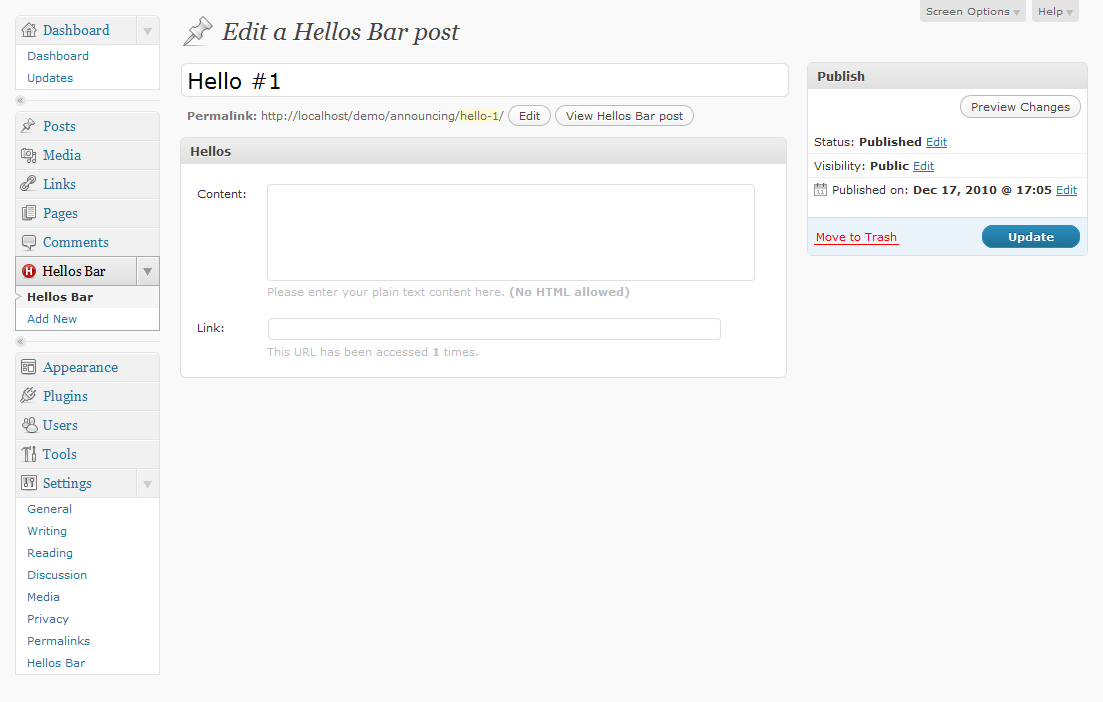 Screen Options Help
Dashboard
Dashboard
Updates
Posts
Media
Links
Pages
Comments
H Hellos Bar
Hellos Bar
Add New
Appearance
Plugins
Users
Tools
Settings
General
Writing
Reading
Discussion
Media
Privacy
Permalinks
Hellos Bar
Edit a Hellos Bar post
Hello #1
Permalink: http://localhost/demo/announcing/hello-1/ Edit View Hellos Bar post
Hellos
Content:
Please enter your plain text content here. (No HTML allowed)
Link:
This URL has been accessed 1 times.
Publish
Preview Changes
Status: Published Edit
Visibility: Public Edit
Published on: Dec 17, 2010 @ 17:05 Edit
Move to Trash Update